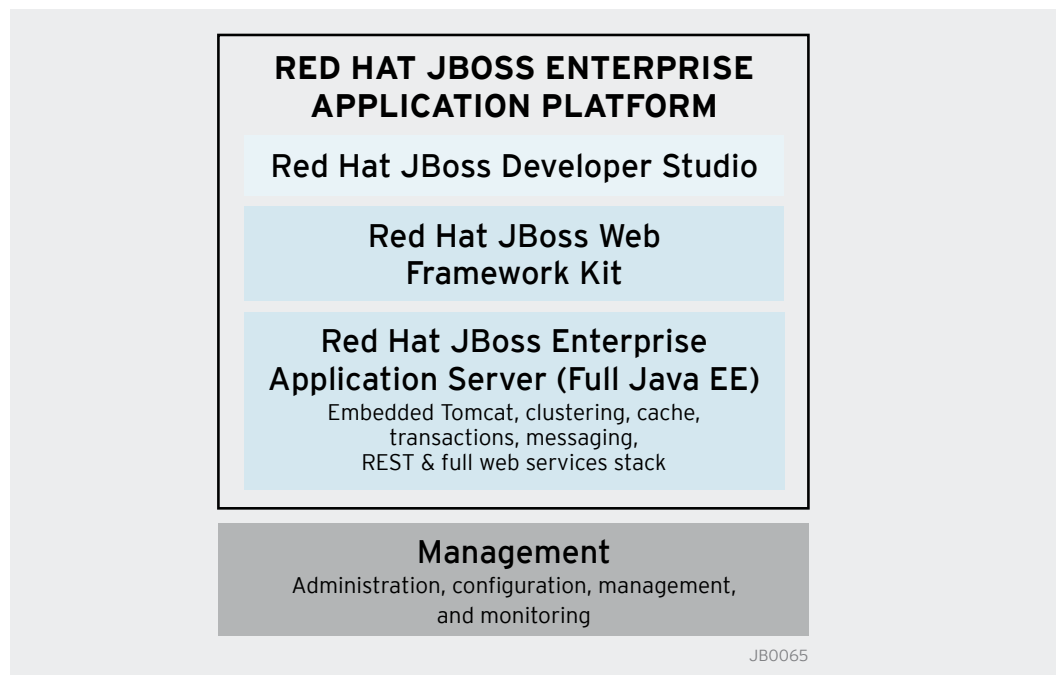 RED HAT JBOSS ENTERPRISE
APPLICATION PLATFORM
Red Hat JBoss Developer Studio
Red Hat JBoss Web
Framework Kit
Red Hat JBoss Enterprise
Application Server (Full Java EE)
Embedded Tomcat, clustering, cache,
transactions, messaging,
REST & full web services stack
Management
Administration, configuration, management,
and monitoring
JB0065